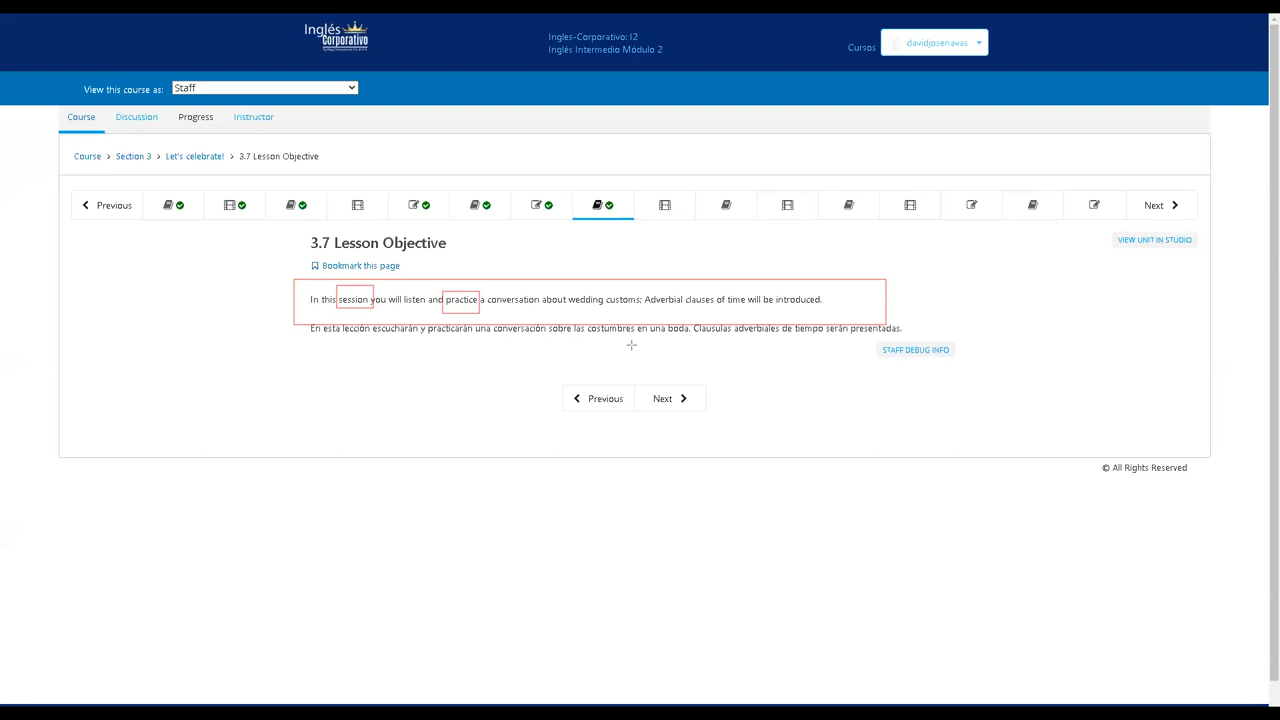 Inglés
Corporativo
Ingles-Corporativo: I2
Inglés Intermedio Módulo 2
Cursos
davidjosenavas
View this course as:
Staff
Course
Discussion
Progress
Instructor
Course > Section 3 > Let's celebrate! > 3.7 Lesson Objective
Previous
Next
3.7 Lesson Objective
VIEW UNIT IN STUDIO
Bookmark this page
In this session you will listen and practice a conversation about wedding customs; Adverbial clauses of time will be introduced.
En esta lección escucharán y practicarán una conversación sobre las costumbres en una boda. Clausulas adverbiales de tiempo serán presentadas.
STAFF DEBUG INFO
Previous
Next
© All Rights Reserved